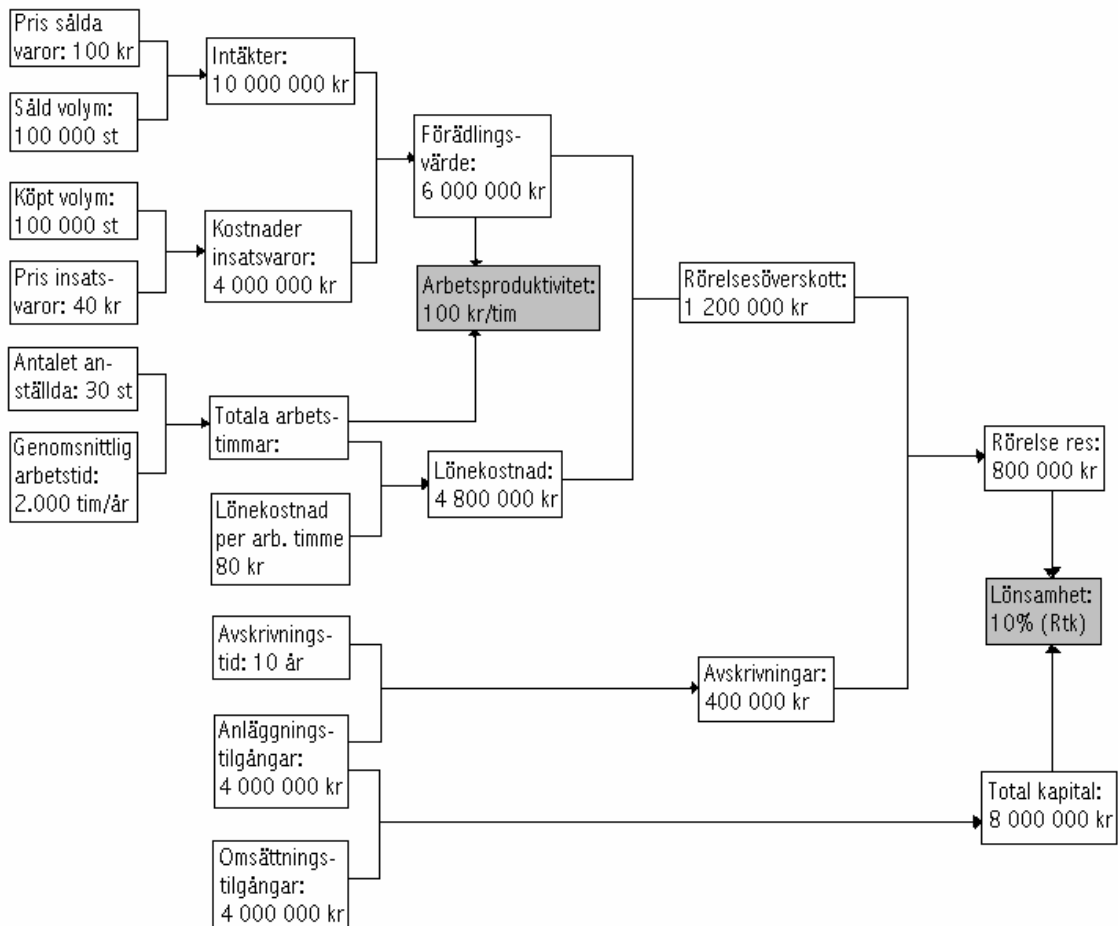 Pris sålda
varor: 100 kr
Såld volym:
100 000 st
Intäkter:
10 000 000 kr
Köpt volym:
100 000 st
Pris insats-
varor: 40 kr
Kostnader
insatsvaror:
4 000 000 kr
Förädlings-
värde:
6 000 000 kr
Arbetsproduktivitet:
100 kr/tim
Antalet an-
ställda: 30 st
Genomsnittlig
arbetstid:
2.000 tim/år
Totala arbets-
timmar:
Lönekostnad
per arb. timme
80 kr
Lönekostnad:
4 800 000 kr
Rörelsesöverskott:
1 200 000 kr
Avskrivnings-
tid: 10 år
Anläggnings-
tilgångar:
4 000 000 kr
Omsättnings-
tilgångar:
4 000 000 kr
Avskrivningar:
400 000 kr
Rörelse res:
800 000 kr
Lönsamhet:
10% (Rtk)
Total kapital:
8 000 000 kr